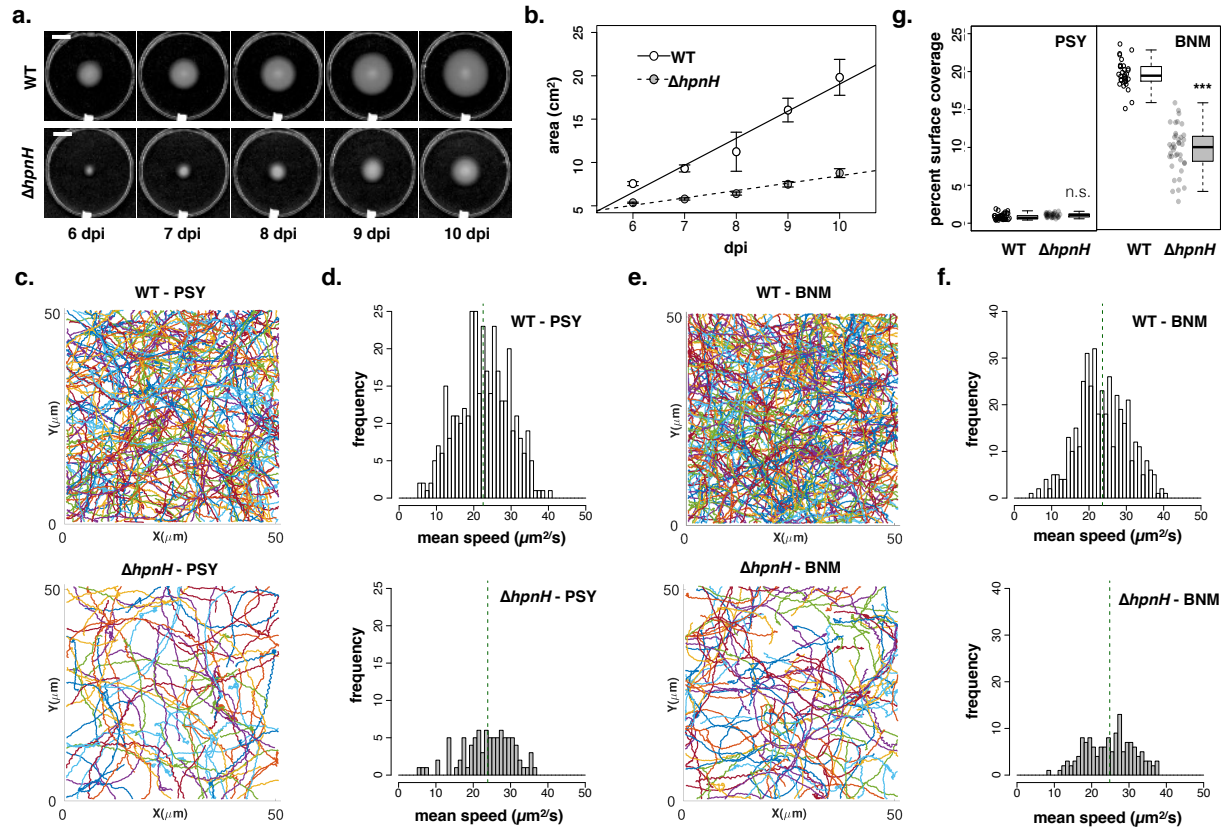 a.
WT
ΔhpnH
6 dpi 7 dpi 8 dpi 9 dpi 10 dpi
b.
area (cm²)
25
20
15
10
5
WT
ΔhpnH
6 7 8 9 10
dpi
g.
percent surface coverage
25
20
15
10
5
0
PSY
n.s.
BNM
***
WT ΔhpnH WT ΔhpnH
c.
WT - PSY
50
Y(μm)
0
0 X(μm) 50
ΔhpnH - PSY
50
Y(μm)
0
0 X(μm) 50
d.
WT - PSY
frequency
25
20
15
10
5
0
0 10 20 30 40 50
mean speed (μm²/s)
ΔhpnH - PSY
frequency
25
20
15
10
5
0
0 10 20 30 40 50
mean speed (μm²/s)
e.
WT - BNM
50
Y(μm)
0
0 X(μm) 50
ΔhpnH - BNM
50
Y(μm)
0
0 X(μm) 50
f.
WT - BNM
frequency
40
30
20
10
0
0 10 20 30 40 50
mean speed (μm²/s)
ΔhpnH - BNM
frequency
40
30
20
10
0
0 10 20 30 40 50
mean speed (μm²/s)